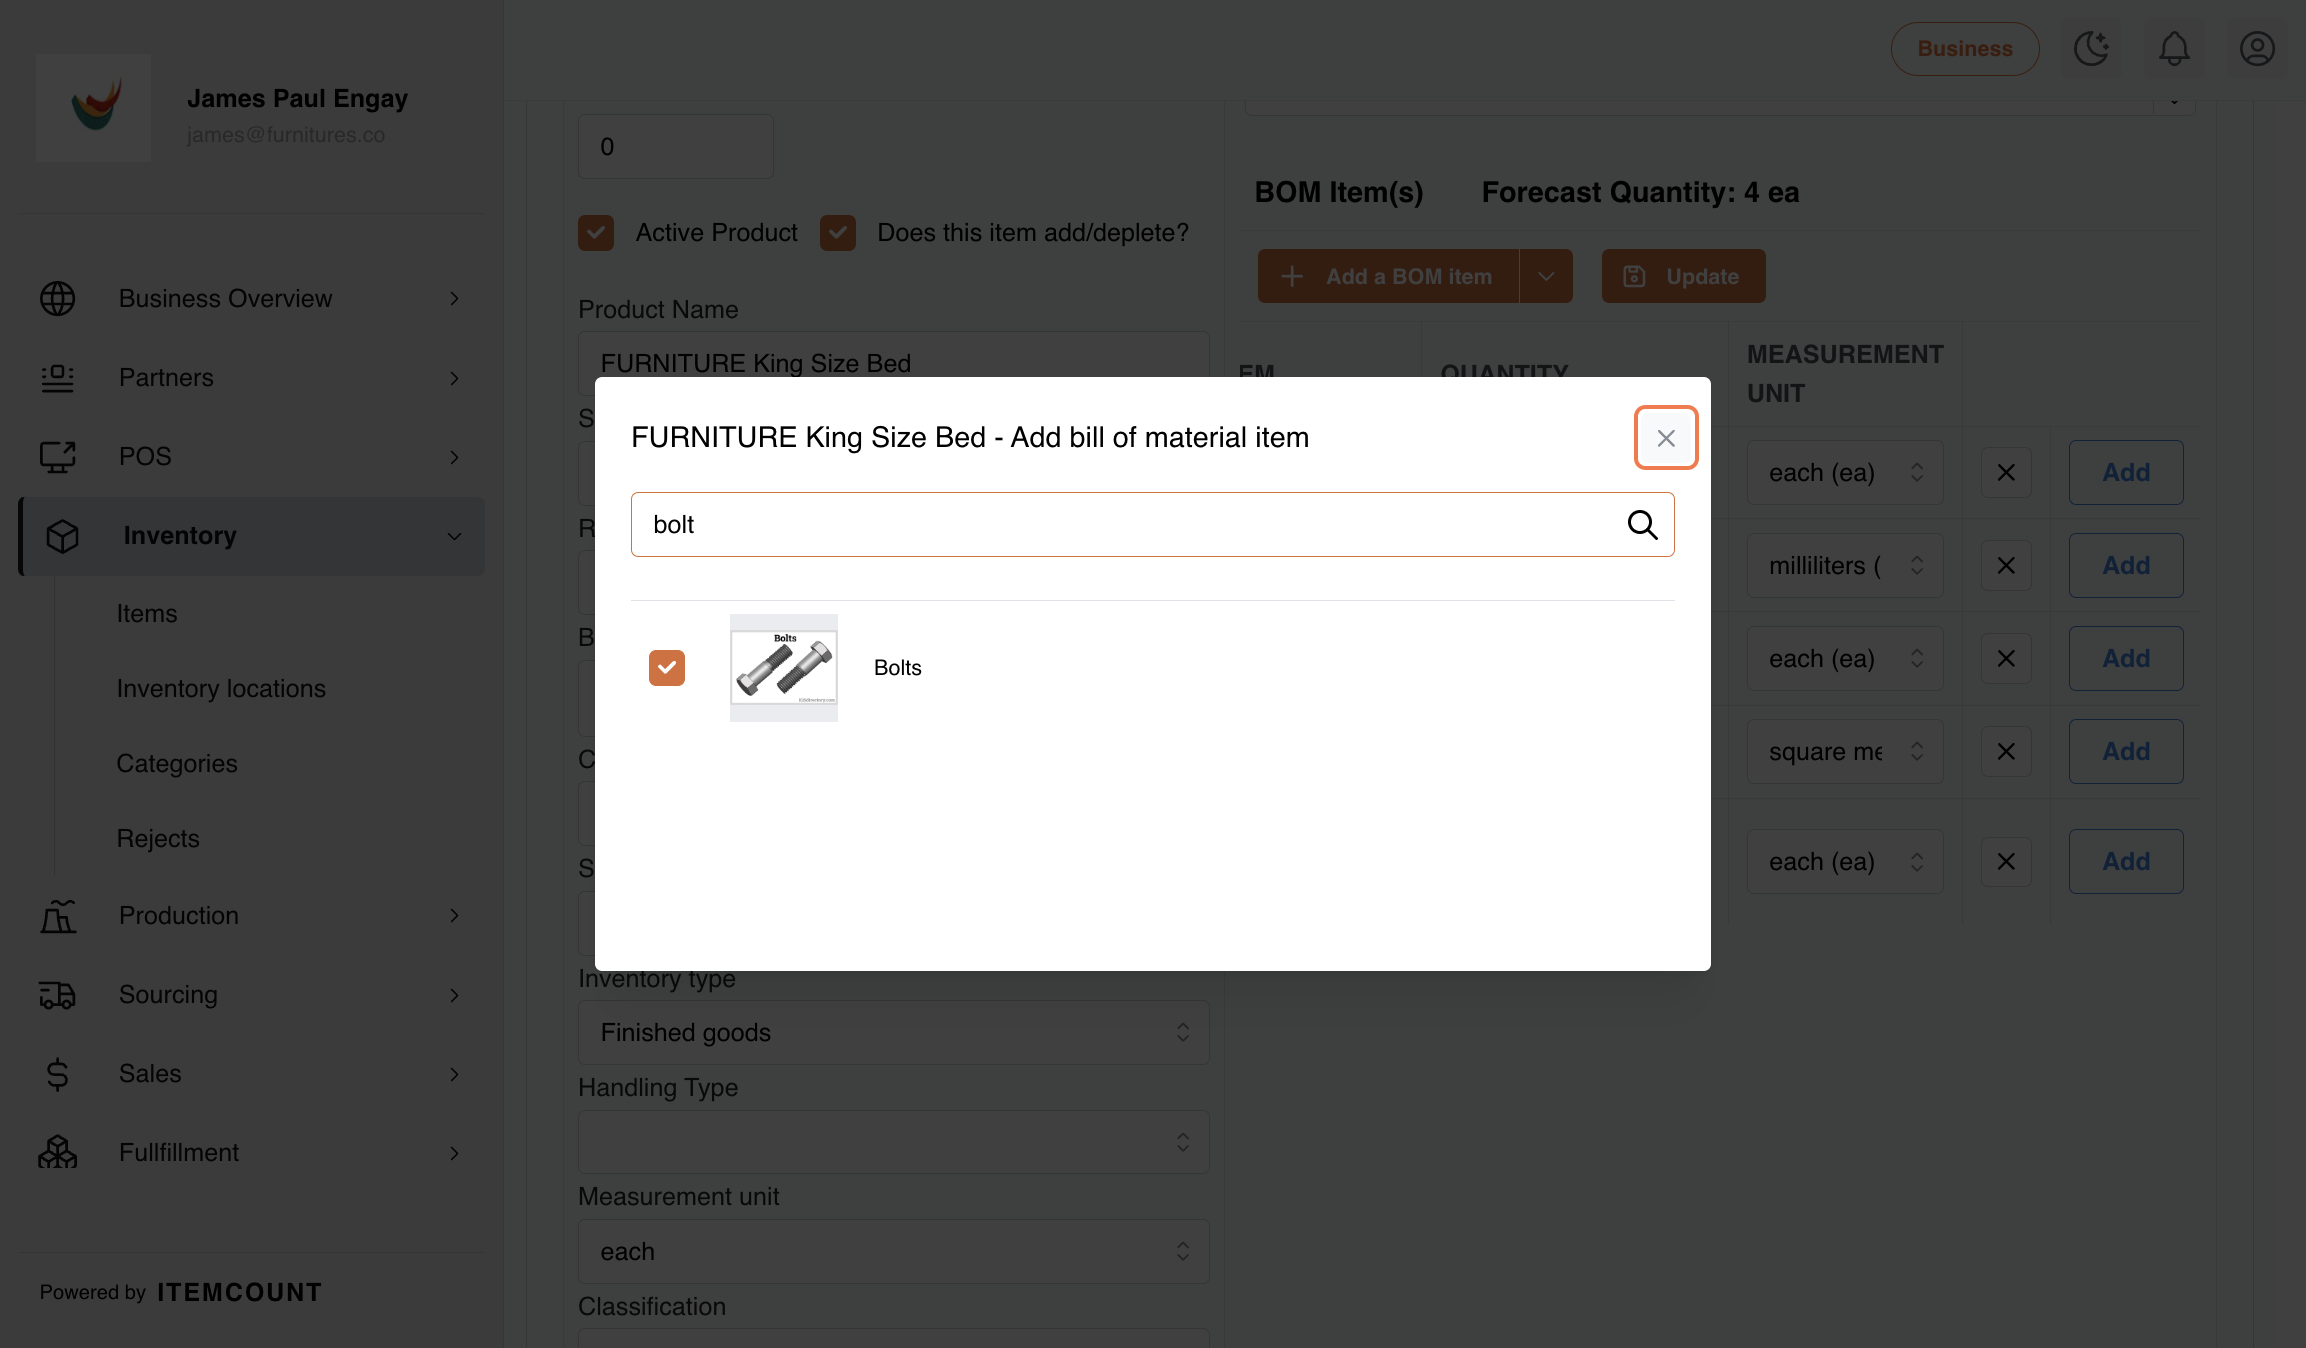 James Paul Engay
james@furnitures.co
Business Overview
Partners
POS
Inventory
Items
Inventory locations
Categories
Rejects
Production
Sourcing
Sales
Fullfillment
Powered by ITEMCOUNT
Business
0
Active Product
Does this item add/deplete?
Product Name
FURNITURE King Size Bed
S
R
B
C
S
Inventory type
Finished goods
Handling Type
Measurement unit
each
Classification
BOM Item(s)
Forecast Quantity: 4 ea
Add a BOM item
Update
EM
QUANTITY
MEASUREMENT
UNIT
each (ea)
Add
milliliters (
Add
each (ea)
Add
square me
Add
each (ea)
Add
FURNITURE King Size Bed - Add bill of material item
bolt
Bolts
Bolts